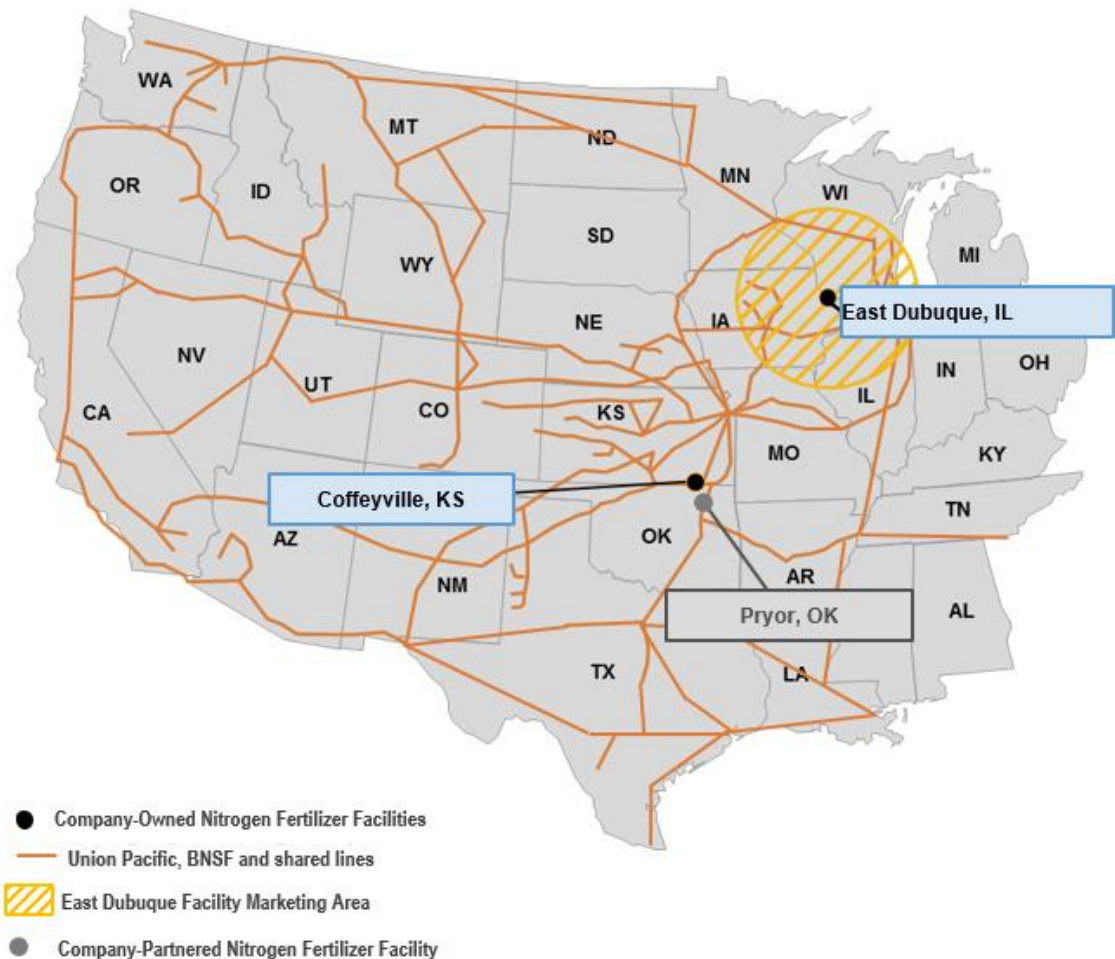 WA
MT
ND
MN
OR
ID
WI
SD
MI
WY
IA
East Dubuque, IL
NE
NV
UT
CO
KS
IL
IN
OH
CA
MO
KY
Coffeyville, KS
TN
AZ
NM
OK
AR
Pryor, OK
AL
TX
LA
Company-Owned Nitrogen Fertilizer Facilities
Union Pacific, BNSF and shared lines
East Dubuque Facility Marketing Area
Company-Partnered Nitrogen Fertilizer Facility